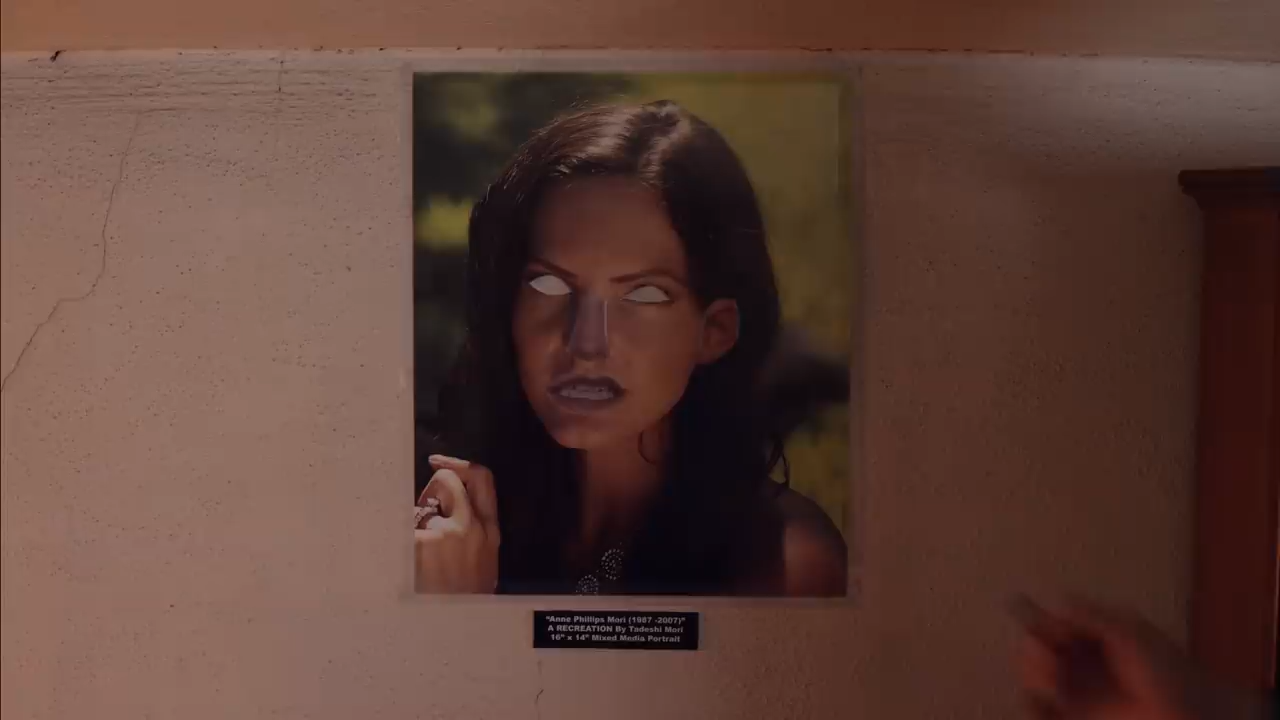 "Anne Phillips Mori (1987 -2007)"
A RECREATION By Tadeshi Mori
16" x 14" Mixed Media Portrait